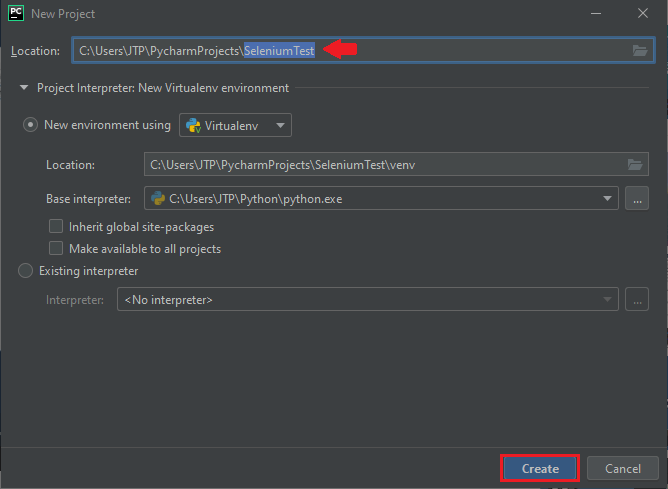 PC New Project
Location: C:\Users\JTP\PycharmProjects\SeleniumTest
Project Interpreter: New Virtualenv environment
New environment using Virtualenv
Location: C:\Users\JTP\PycharmProjects\SeleniumTest\venv
Base interpreter: C:\Users\JTP\Python\python.exe ...
Inherit global site-packages
Make available to all projects
Existing interpreter
Interpreter: <No interpreter> ...
Create Cancel